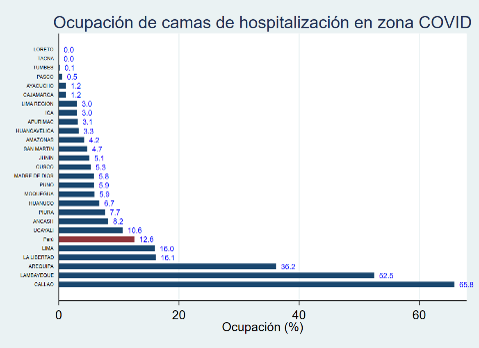 Ocupación de camas de hospitalización en zona COVID
LORETO 0.0
TACNA 0.0
TUMBES 0.1
PASCO 0.5
AYACUCHO 1.2
CAJAMARCA 1.2
LIMA REGION 3.0
ICA 3.0
APURIMAC 3.1
HUANCAVELICA 3.3
AMAZONAS 4.2
SAN MARTIN 4.7
JUNIN 5.1
CUSCO 5.3
MADRE DE DIOS 5.8
PUNO 5.9
MOQUEGUA 5.9
HUANUCO 6.7
PIURA 7.7
ANCASH 8.2
UCAYALI 10.6
Perú 12.6
LIMA 16.0
LA LIBERTAD 16.1
AREQUIPA 36.2
LAMBAYEQUE 52.5
CALLAO 65.8
0 20 40 60
Ocupación (%)